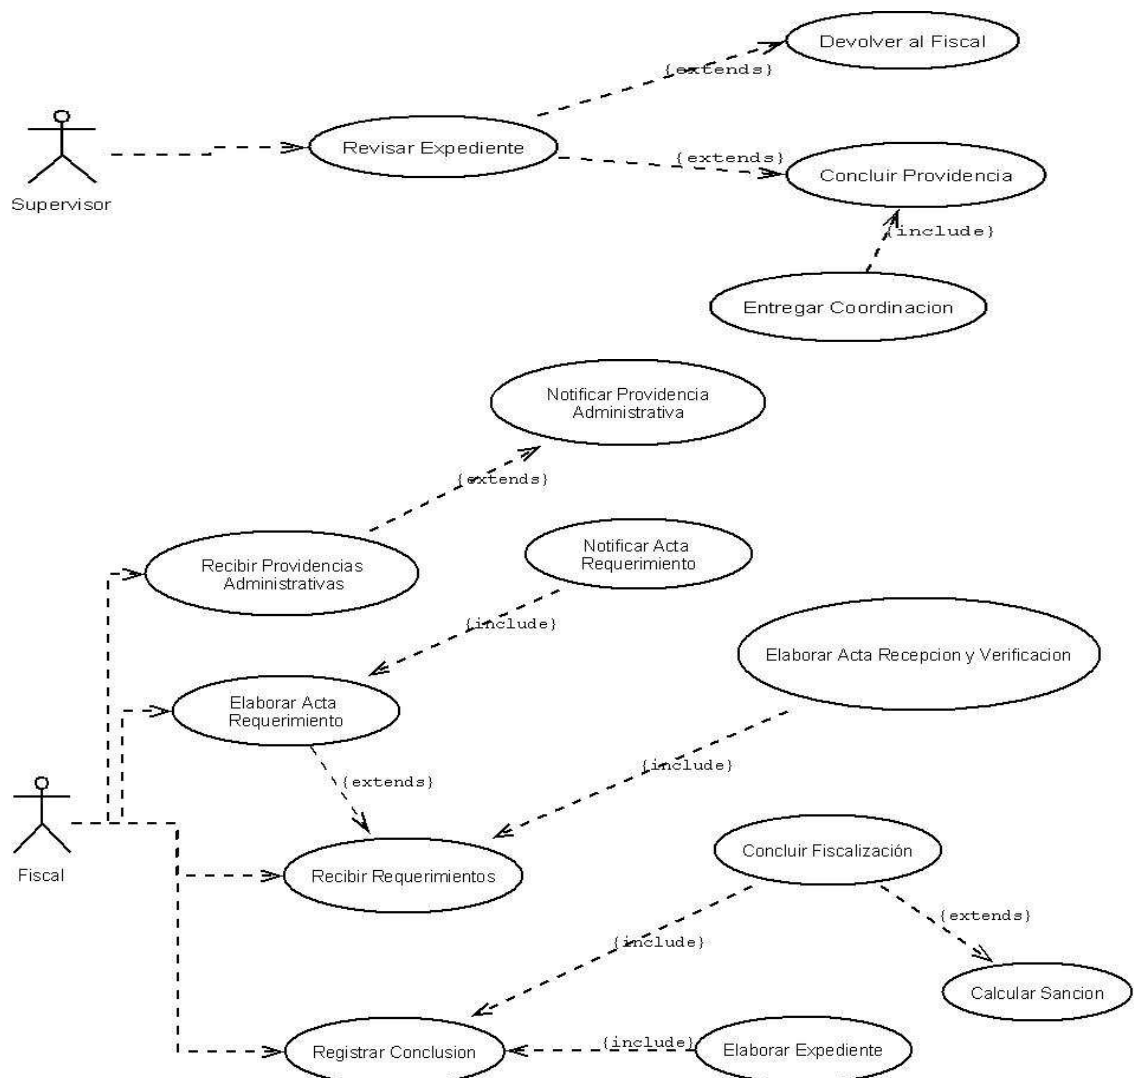 Devolver al Fiscal
{extends}
Revisar Expediente
{extends}
Concluir Providencia
Supervisor
{include}
Entregar Coordinacion
Notificar Providencia
Administrativa
{extends}
Recibir Providencias
Administrativas
Notificar Acta
Requerimiento
{include}
Elaborar Acta Recepcion y Verificacion
Elaborar Acta
Requerimiento
{include}
{extends}
Fiscal
Recibir Requerimientos
Concluir Fiscalización
{extends}
{include}
Calcular Sancion
Registrar Conclusion
{include}
Elaborar Expediente